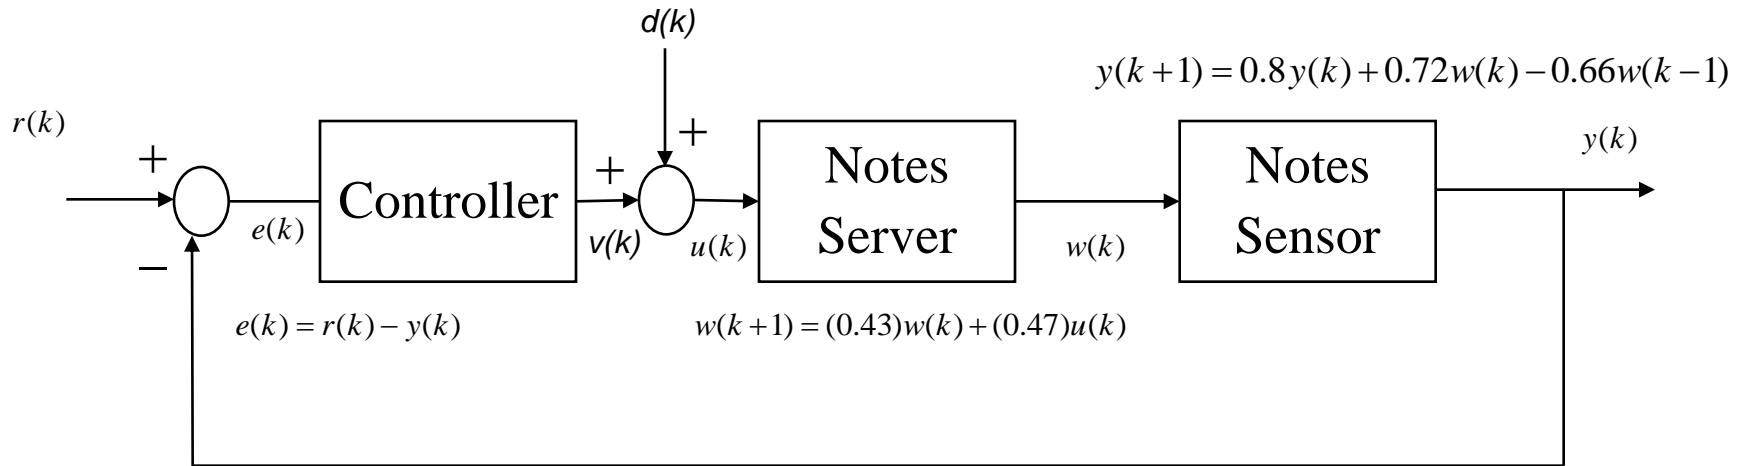 d(k)
y(k+1) = 0.8y(k) + 0.72w(k) − 0.66w(k−1)
r(k)
+
+
+
−
Controller
Notes
Server
Notes
Sensor
e(k)
v(k)
u(k)
w(k)
y(k)
e(k) = r(k) − y(k)
w(k+1) = (0.43)w(k) + (0.47)u(k)